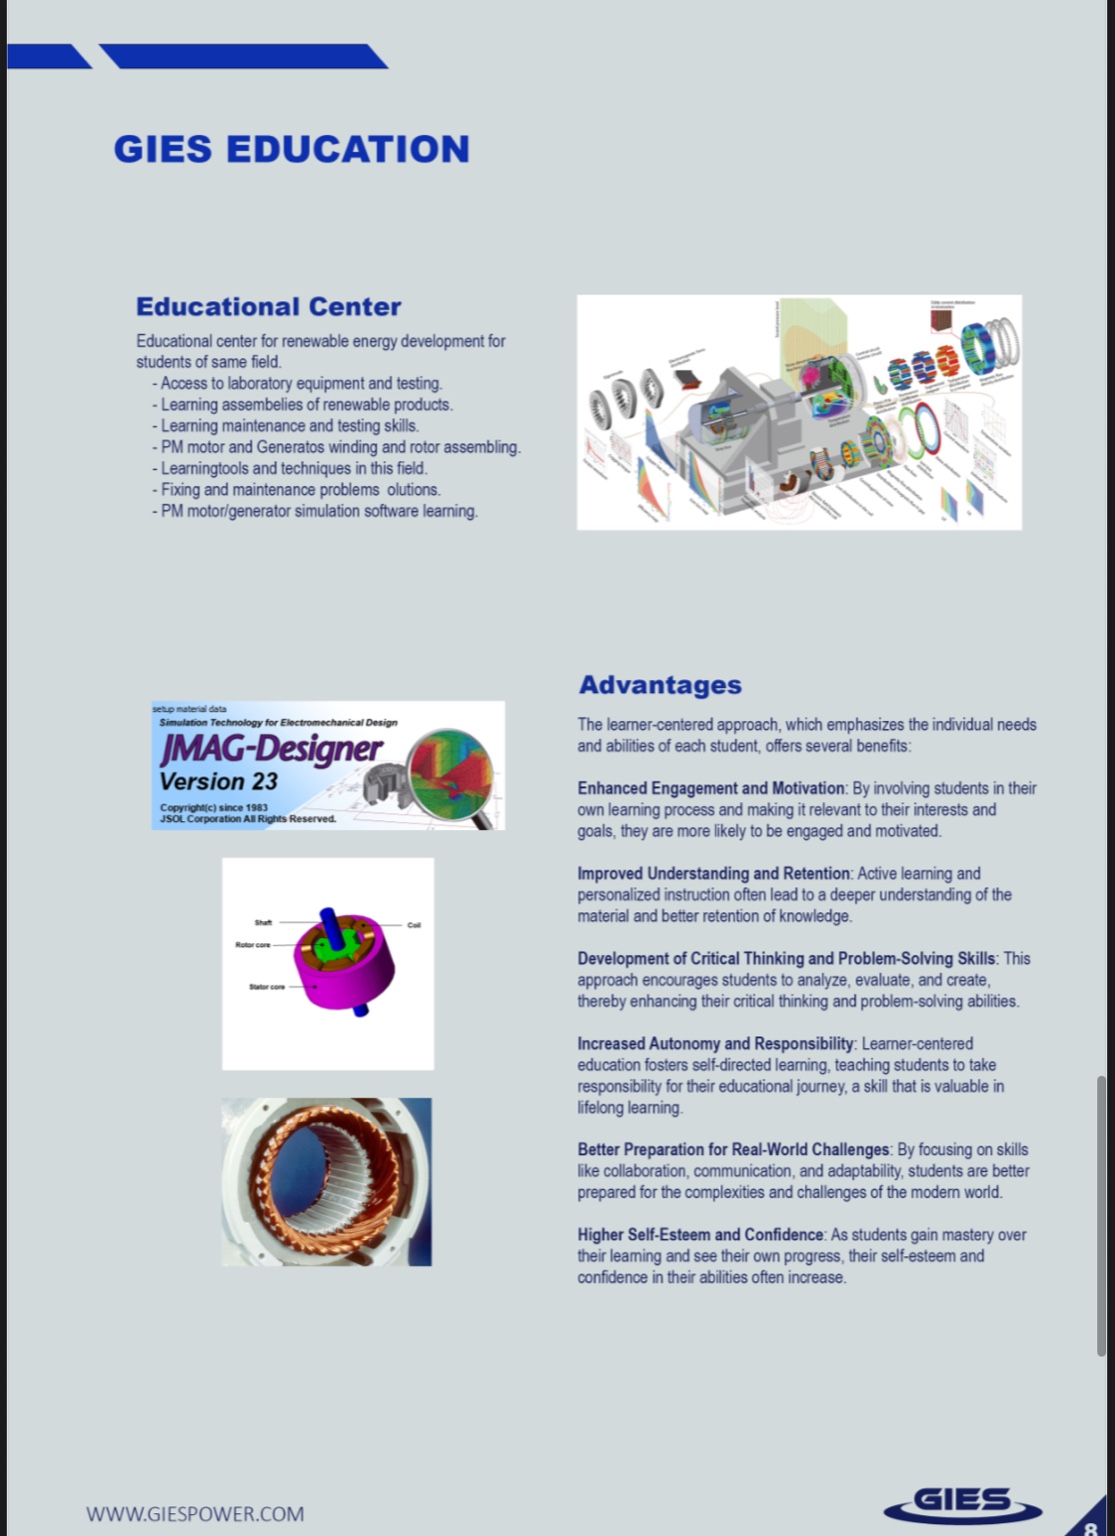 GIES EDUCATION
Educational Center
Educational center for renewable energy development for
students of same field.
- Access to laboratory equipment and testing.
- Learning assembelies of renewable products.
- Learning maintenance and testing skills.
- PM motor and Generatos winding and rotor assembling.
- Learningtools and techniques in this field.
- Fixing and maintenance problems  olutions.
- PM motor/generator simulation software learning.
setup material data
Simulation Technology for Electromechanical Design
JMAG-Designer
Version 23
Copyright(c) since 1983
JSOL Corporation All Rights Reserved.
Shaft
Coil
Rotor core
Stator core
Advantages
The learner-centered approach, which emphasizes the individual needs
and abilities of each student, offers several benefits:
Enhanced Engagement and Motivation: By involving students in their
own learning process and making it relevant to their interests and
goals, they are more likely to be engaged and motivated.
Improved Understanding and Retention: Active learning and
personalized instruction often lead to a deeper understanding of the
material and better retention of knowledge.
Development of Critical Thinking and Problem-Solving Skills: This
approach encourages students to analyze, evaluate, and create,
thereby enhancing their critical thinking and problem-solving abilities.
Increased Autonomy and Responsibility: Learner-centered
education fosters self-directed learning, teaching students to take
responsibility for their educational journey, a skill that is valuable in
lifelong learning.
Better Preparation for Real-World Challenges: By focusing on skills
like collaboration, communication, and adaptability, students are better
prepared for the complexities and challenges of the modern world.
Higher Self-Esteem and Confidence: As students gain mastery over
their learning and see their own progress, their self-esteem and
confidence in their abilities often increase.
WWW.GIESPOWER.COM
GIES
8